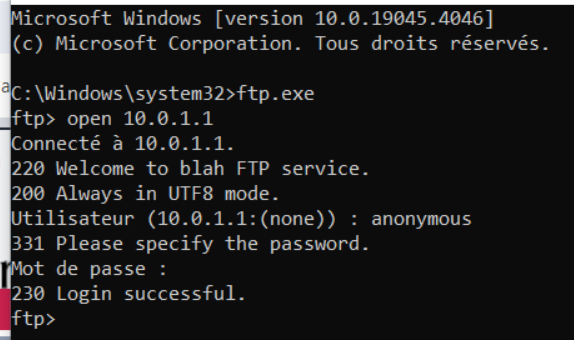 Microsoft Windows [version 10.0.19045.4046]
(c) Microsoft Corporation. Tous droits réservés.
a
C:\Windows\system32>ftp.exe
ftp> open 10.0.1.1
Connecté à 10.0.1.1.
220 Welcome to blah FTP service.
200 Always in UTF8 mode.
Utilisateur (10.0.1.1:(none)) : anonymous
331 Please specify the password.
Mot de passe :
230 Login successful.
ftp>